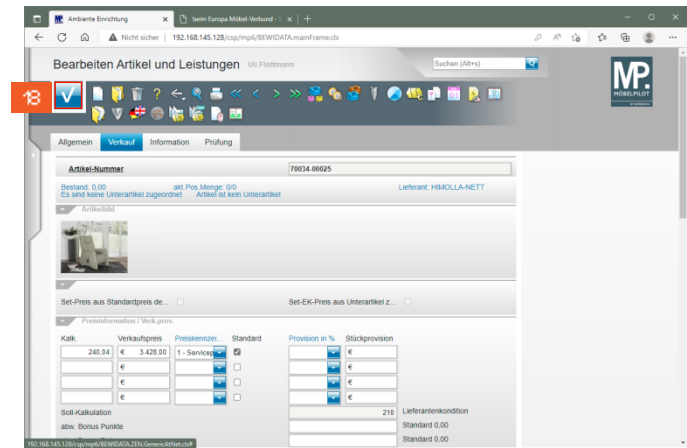 Ambiente Einrichtung
beim Europa Möbel-Verbund - S
Nicht sicher | 192.168.145.128/csp/mp6/BEWIDATA.mainFrame.cls
Bearbeiten Artikel und Leistungen Uli Flottmann
Suchen (Alt+s)
MP.
MÖBELPILOT
18
Allgemein Verkauf Information Prüfung
Artikel-Nummer 70034-00025
Bestand: 0,00 akt.Pos.Menge: 0/0 Lieferant: HIMOLLA-NETT
Es sind keine Unterartikel zugeordnet Artikel ist kein Unterartikel
Artikelbild
Set-Preis aus Standardpreis de... Set-EK-Preis aus Unterartikel z...
Preisinformation / Verk.prov.
Kalk. Verkaufspreis Preiskennzei... Standard Provision in % Stückprovision
240,04 € 3.428,00 1 - Servicep €
€ €
€ €
€ €
Soll-Kalkulation 210 Lieferantenkondition
abw. Bonus Punkte Standard 0,00
Standard 0,00
192.168.145.128/csp/mp6/BEWIDATA.ZEN.GenericAtNet.cls#